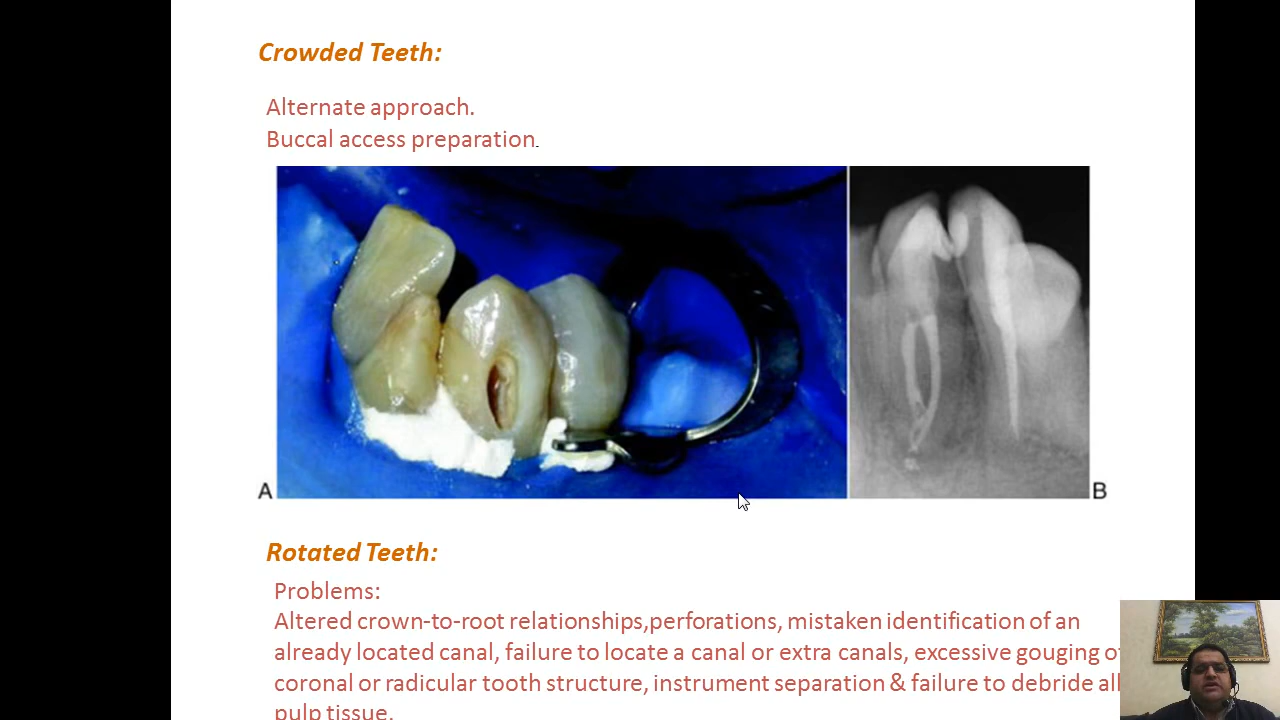 Crowded Teeth:
Alternate approach.
Buccal access preparation.
A
B
Rotated Teeth:
Problems:
Altered crown-to-root relationships,perforations, mistaken identification of an
already located canal, failure to locate a canal or extra canals, excessive gouging of
coronal or radicular tooth structure, instrument separation & failure to debride all
pulp tissue.